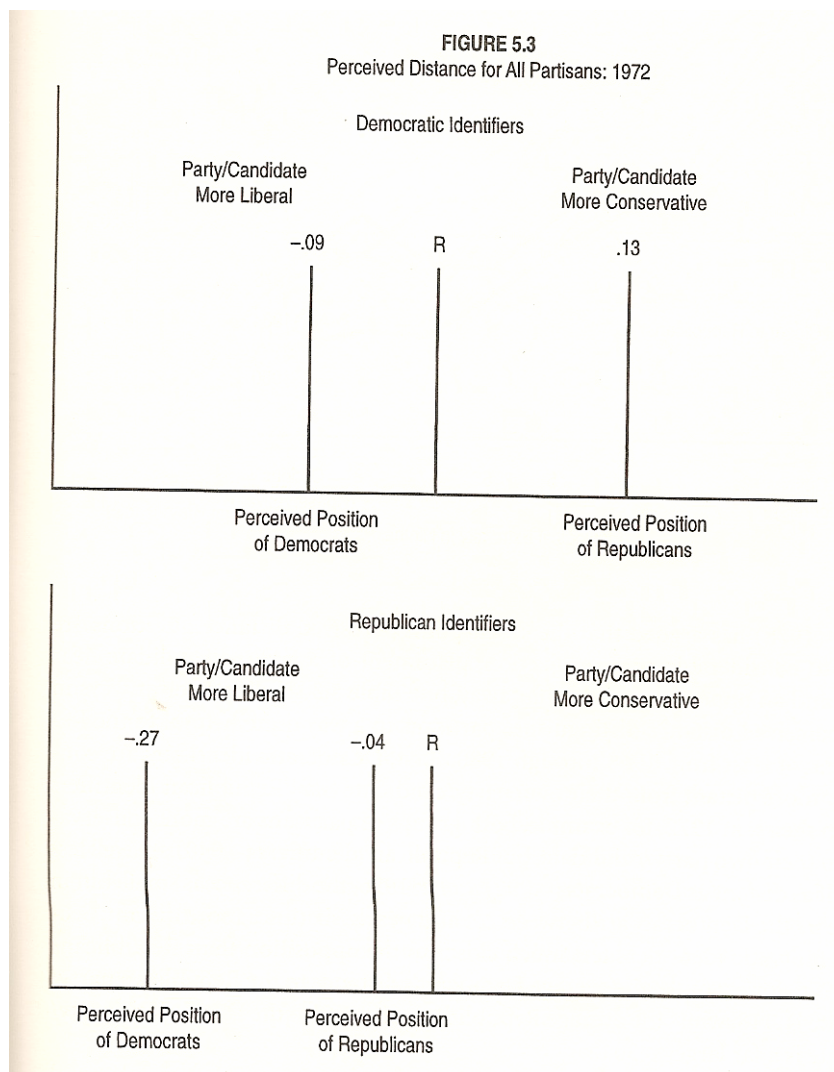 FIGURE 5.3
Perceived Distance for All Partisans: 1972
Democratic Identifiers
Party/Candidate
More Liberal
Party/Candidate
More Conservative
–.09
R
.13
Perceived Position
of Democrats
Perceived Position
of Republicans
Republican Identifiers
Party/Candidate
More Liberal
Party/Candidate
More Conservative
–.27
–.04
R
Perceived Position
of Democrats
Perceived Position
of Republicans